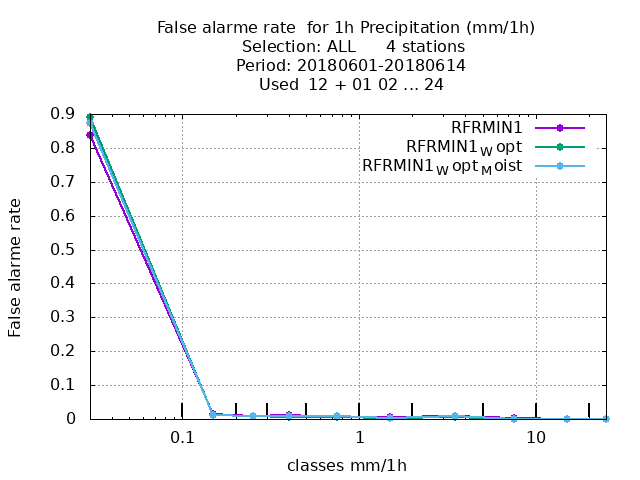 False alarme rate for 1h Precipitation (mm/1h)
Selection: ALL 4 stations
Period: 20180601-20180614
Used 12 + 01 02 ... 24
RFRMIN1
RFRMIN1_Wopt
RFRMIN1_Wopt_Moist
False alarme rate
0.9
0.8
0.7
0.6
0.5
0.4
0.3
0.2
0.1
0
0.1 1 10
classes mm/1h